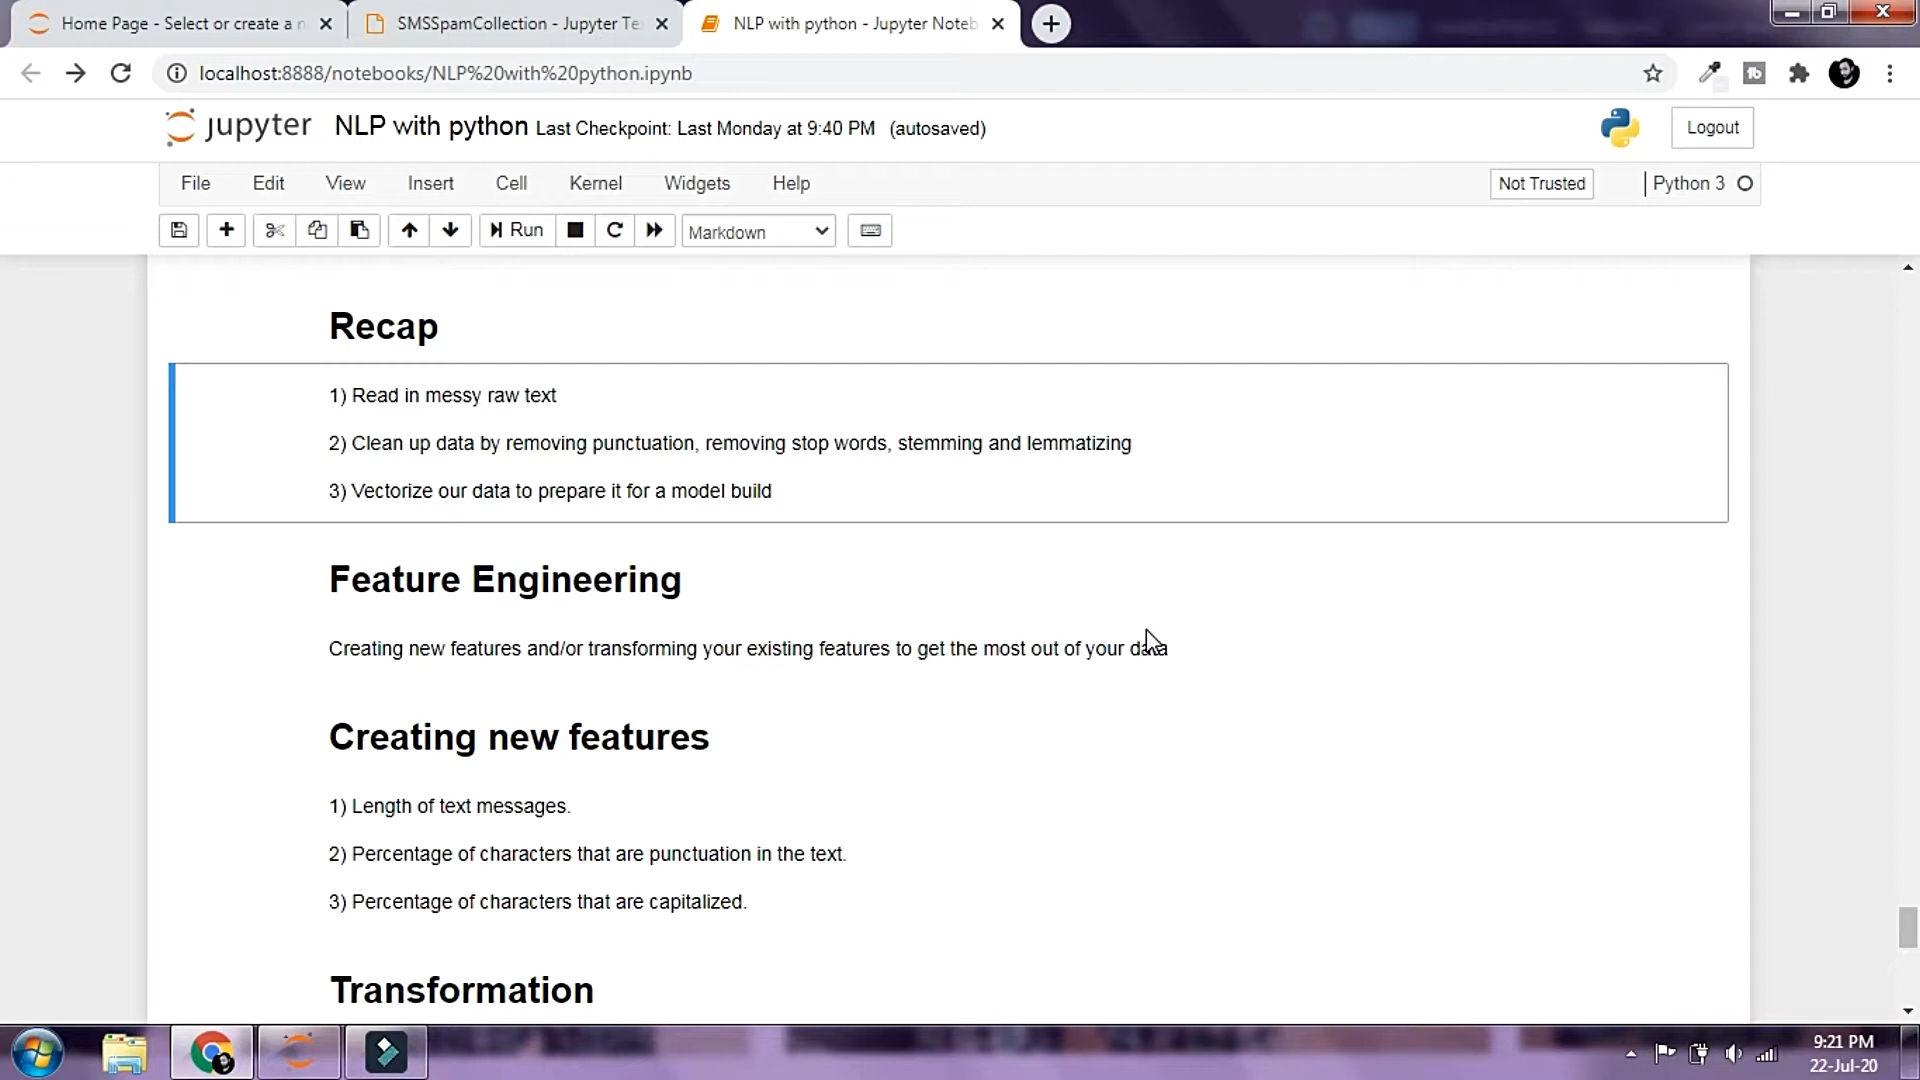 Home Page - Select or create a n
SMSSpamCollection - Jupyter Te
NLP with python - Jupyter Noteb
localhost:8888/notebooks/NLP%20with%20python.ipynb
jupyter NLP with python Last Checkpoint: Last Monday at 9:40 PM (autosaved)
Logout
File Edit View Insert Cell Kernel Widgets Help
Not Trusted
Python 3
Run
Markdown
Recap
1) Read in messy raw text
2) Clean up data by removing punctuation, removing stop words, stemming and lemmatizing
3) Vectorize our data to prepare it for a model build
Feature Engineering
Creating new features and/or transforming your existing features to get the most out of your data
Creating new features
1) Length of text messages.
2) Percentage of characters that are punctuation in the text.
3) Percentage of characters that are capitalized.
Transformation
9:21 PM
22-Jul-20